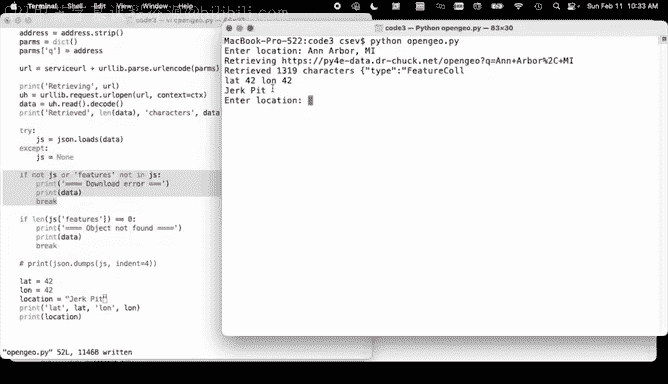 Terminal Shell Edit View Window Help
Sun Feb 11 10:33 AM
code3 — vi opengeo.py — 83×30
address = address.strip()
parms = dict()
parms['q'] = address
url = serviceurl + urllib.parse.urlencode(parms)
print('Retrieving', url)
uh = urllib.request.urlopen(url, context=ctx)
data = uh.read().decode()
print('Retrieved', len(data), 'characters', da
try:
js = json.loads(data)
except:
js = None
if not js or 'features' not in js:
print('==== Download error ===')
print(data)
break
if len(js['features']) == 0:
print('==== Object not found ====')
print(data)
break
# print(json.dumps(js, indent=4))
lat = 42
lon = 42
location = "Jerk Pit"
print('lat', lat, 'lon', lon)
print(location)
"opengeo.py" 52L, 1146B written
code3 — Python opengeo.py — 83×30
MacBook-Pro-522:code3 csev$ python opengeo.py
Enter location: Ann Arbor, MI
Retrieving https://py4e-data.dr-chuck.net/opengeo?q=Ann+Arbor%2C+MI
Retrieved 1319 characters {"type":"FeatureColl
lat 42 lon 42
Jerk Pit
Enter location: